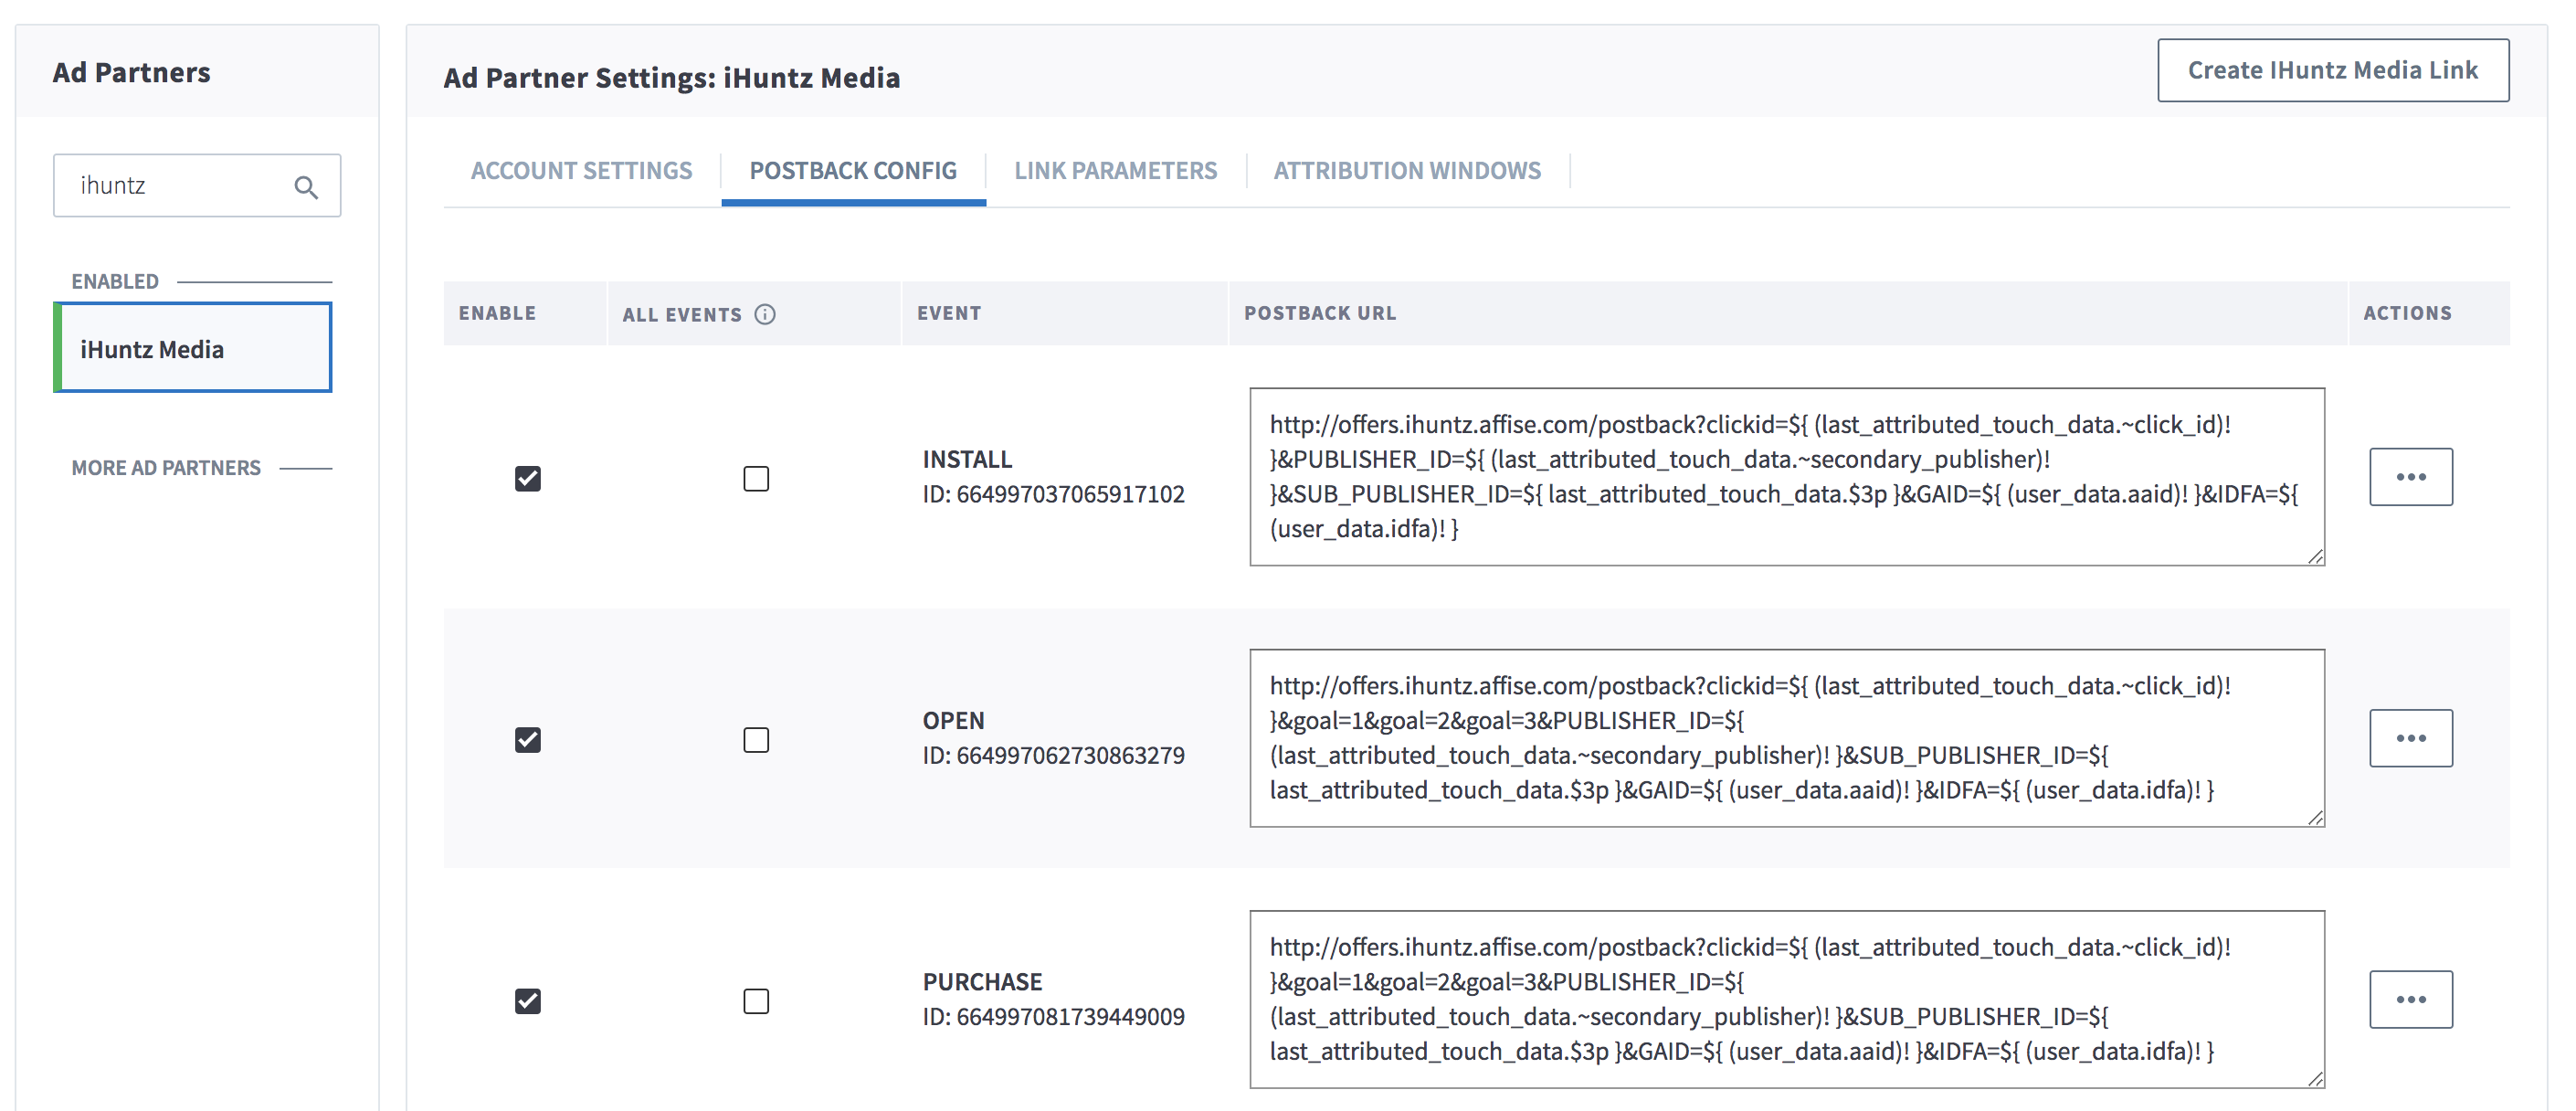 Ad Partners
ihuntz
ENABLED
iHuntz Media
MORE AD PARTNERS
Ad Partner Settings: iHuntz Media
Create IHuntz Media Link
ACCOUNT SETTINGS
POSTBACK CONFIG
LINK PARAMETERS
ATTRIBUTION WINDOWS
ENABLE
ALL EVENTS
EVENT
POSTBACK URL
ACTIONS
INSTALL
ID: 664997037065917102
http://offers.ihuntz.affise.com/postback?clickid=${ (last_attributed_touch_data.~click_id)!
}&PUBLISHER_ID=${ (last_attributed_touch_data.~secondary_publisher)!
}&SUB_PUBLISHER_ID=${ last_attributed_touch_data.$3p }&GAID=${ (user_data.aaid)! }&IDFA=${
(user_data.idfa)! }
OPEN
ID: 664997062730863279
http://offers.ihuntz.affise.com/postback?clickid=${ (last_attributed_touch_data.~click_id)!
}&goal=1&goal=2&goal=3&PUBLISHER_ID=${
(last_attributed_touch_data.~secondary_publisher)! }&SUB_PUBLISHER_ID=${
last_attributed_touch_data.$3p }&GAID=${ (user_data.aaid)! }&IDFA=${ (user_data.idfa)! }
PURCHASE
ID: 664997081739449009
http://offers.ihuntz.affise.com/postback?clickid=${ (last_attributed_touch_data.~click_id)!
}&goal=1&goal=2&goal=3&PUBLISHER_ID=${
(last_attributed_touch_data.~secondary_publisher)! }&SUB_PUBLISHER_ID=${
last_attributed_touch_data.$3p }&GAID=${ (user_data.aaid)! }&IDFA=${ (user_data.idfa)! }